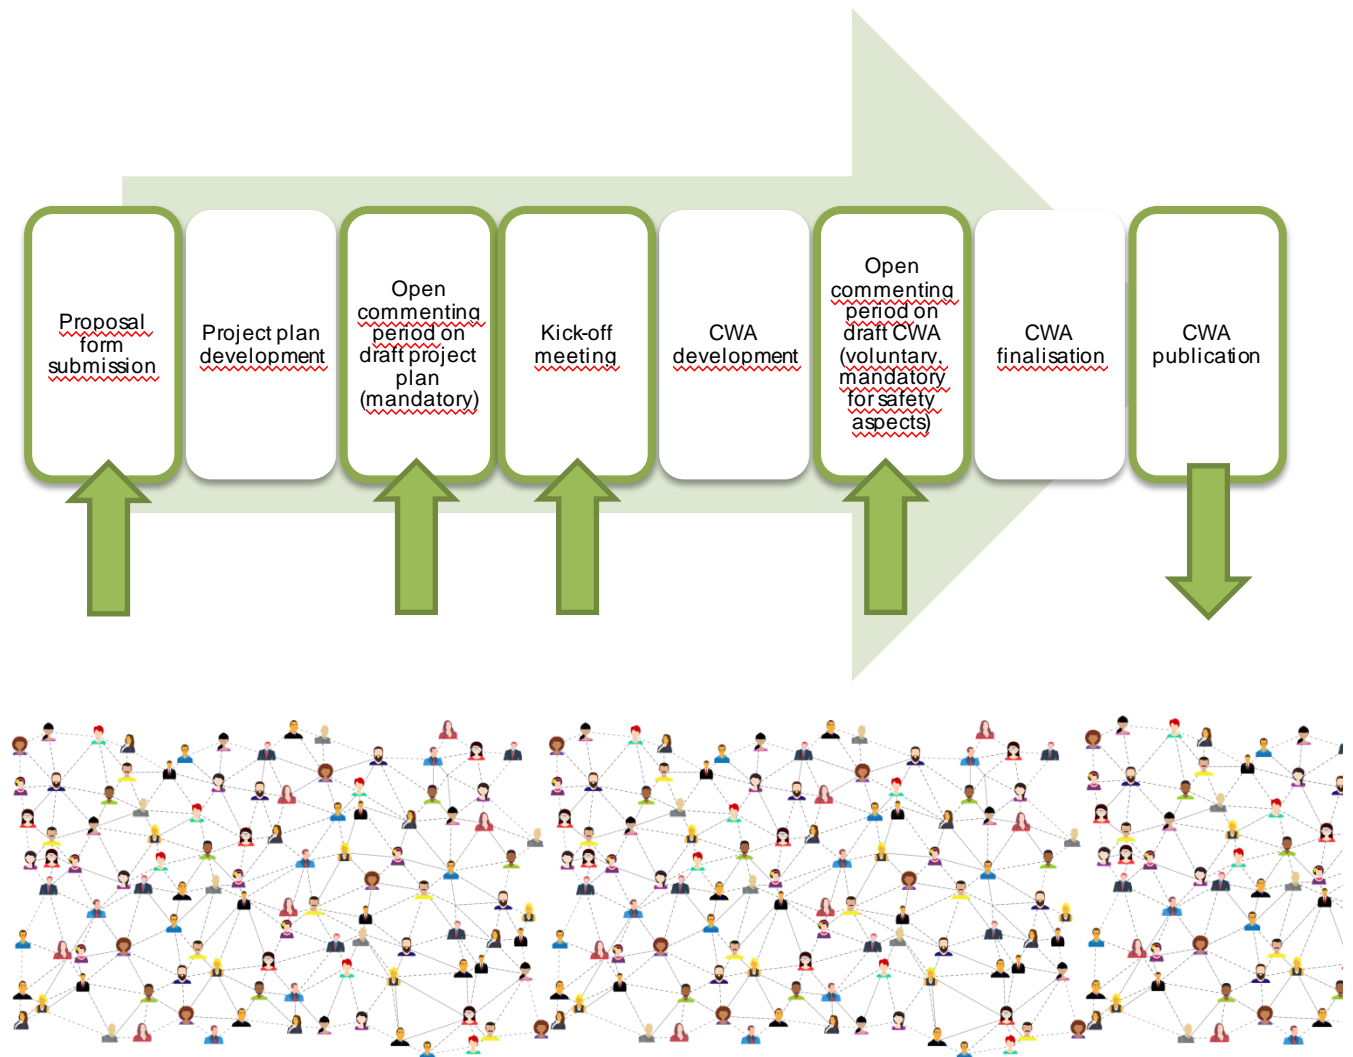 Proposal
form
submission
Project plan
development
Open
commenting
period on
draft project
plan
(mandatory)
Kick-off
meeting
CWA
development
Open
commenting
period on
draft CWA
(voluntary,
mandatory
for safety
aspects)
CWA
finalisation
CWA
publication